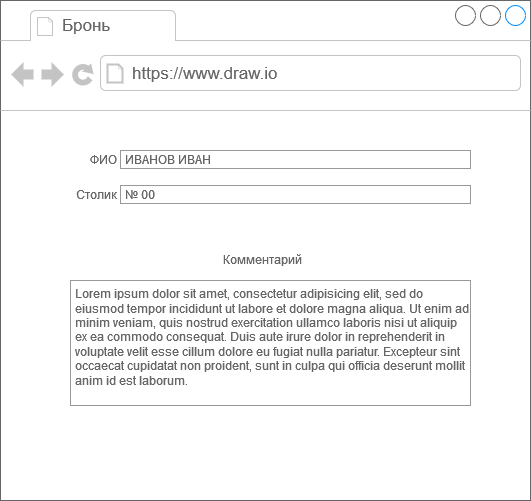 Бронь
https://www.draw.io
ФИО ИВАНОВ ИВАН
Столик № 00
Комментарий
Lorem ipsum dolor sit amet, consectetur adipisicing elit, sed do
eiusmod tempor incididunt ut labore et dolore magna aliqua. Ut enim ad
minim veniam, quis nostrud exercitation ullamco laboris nisi ut aliquip
ex ea commodo consequat. Duis aute irure dolor in reprehenderit in
voluptate velit esse cillum dolore eu fugiat nulla pariatur. Excepteur sint
occaecat cupidatat non proident, sunt in culpa qui officia deserunt mollit
anim id est laborum.